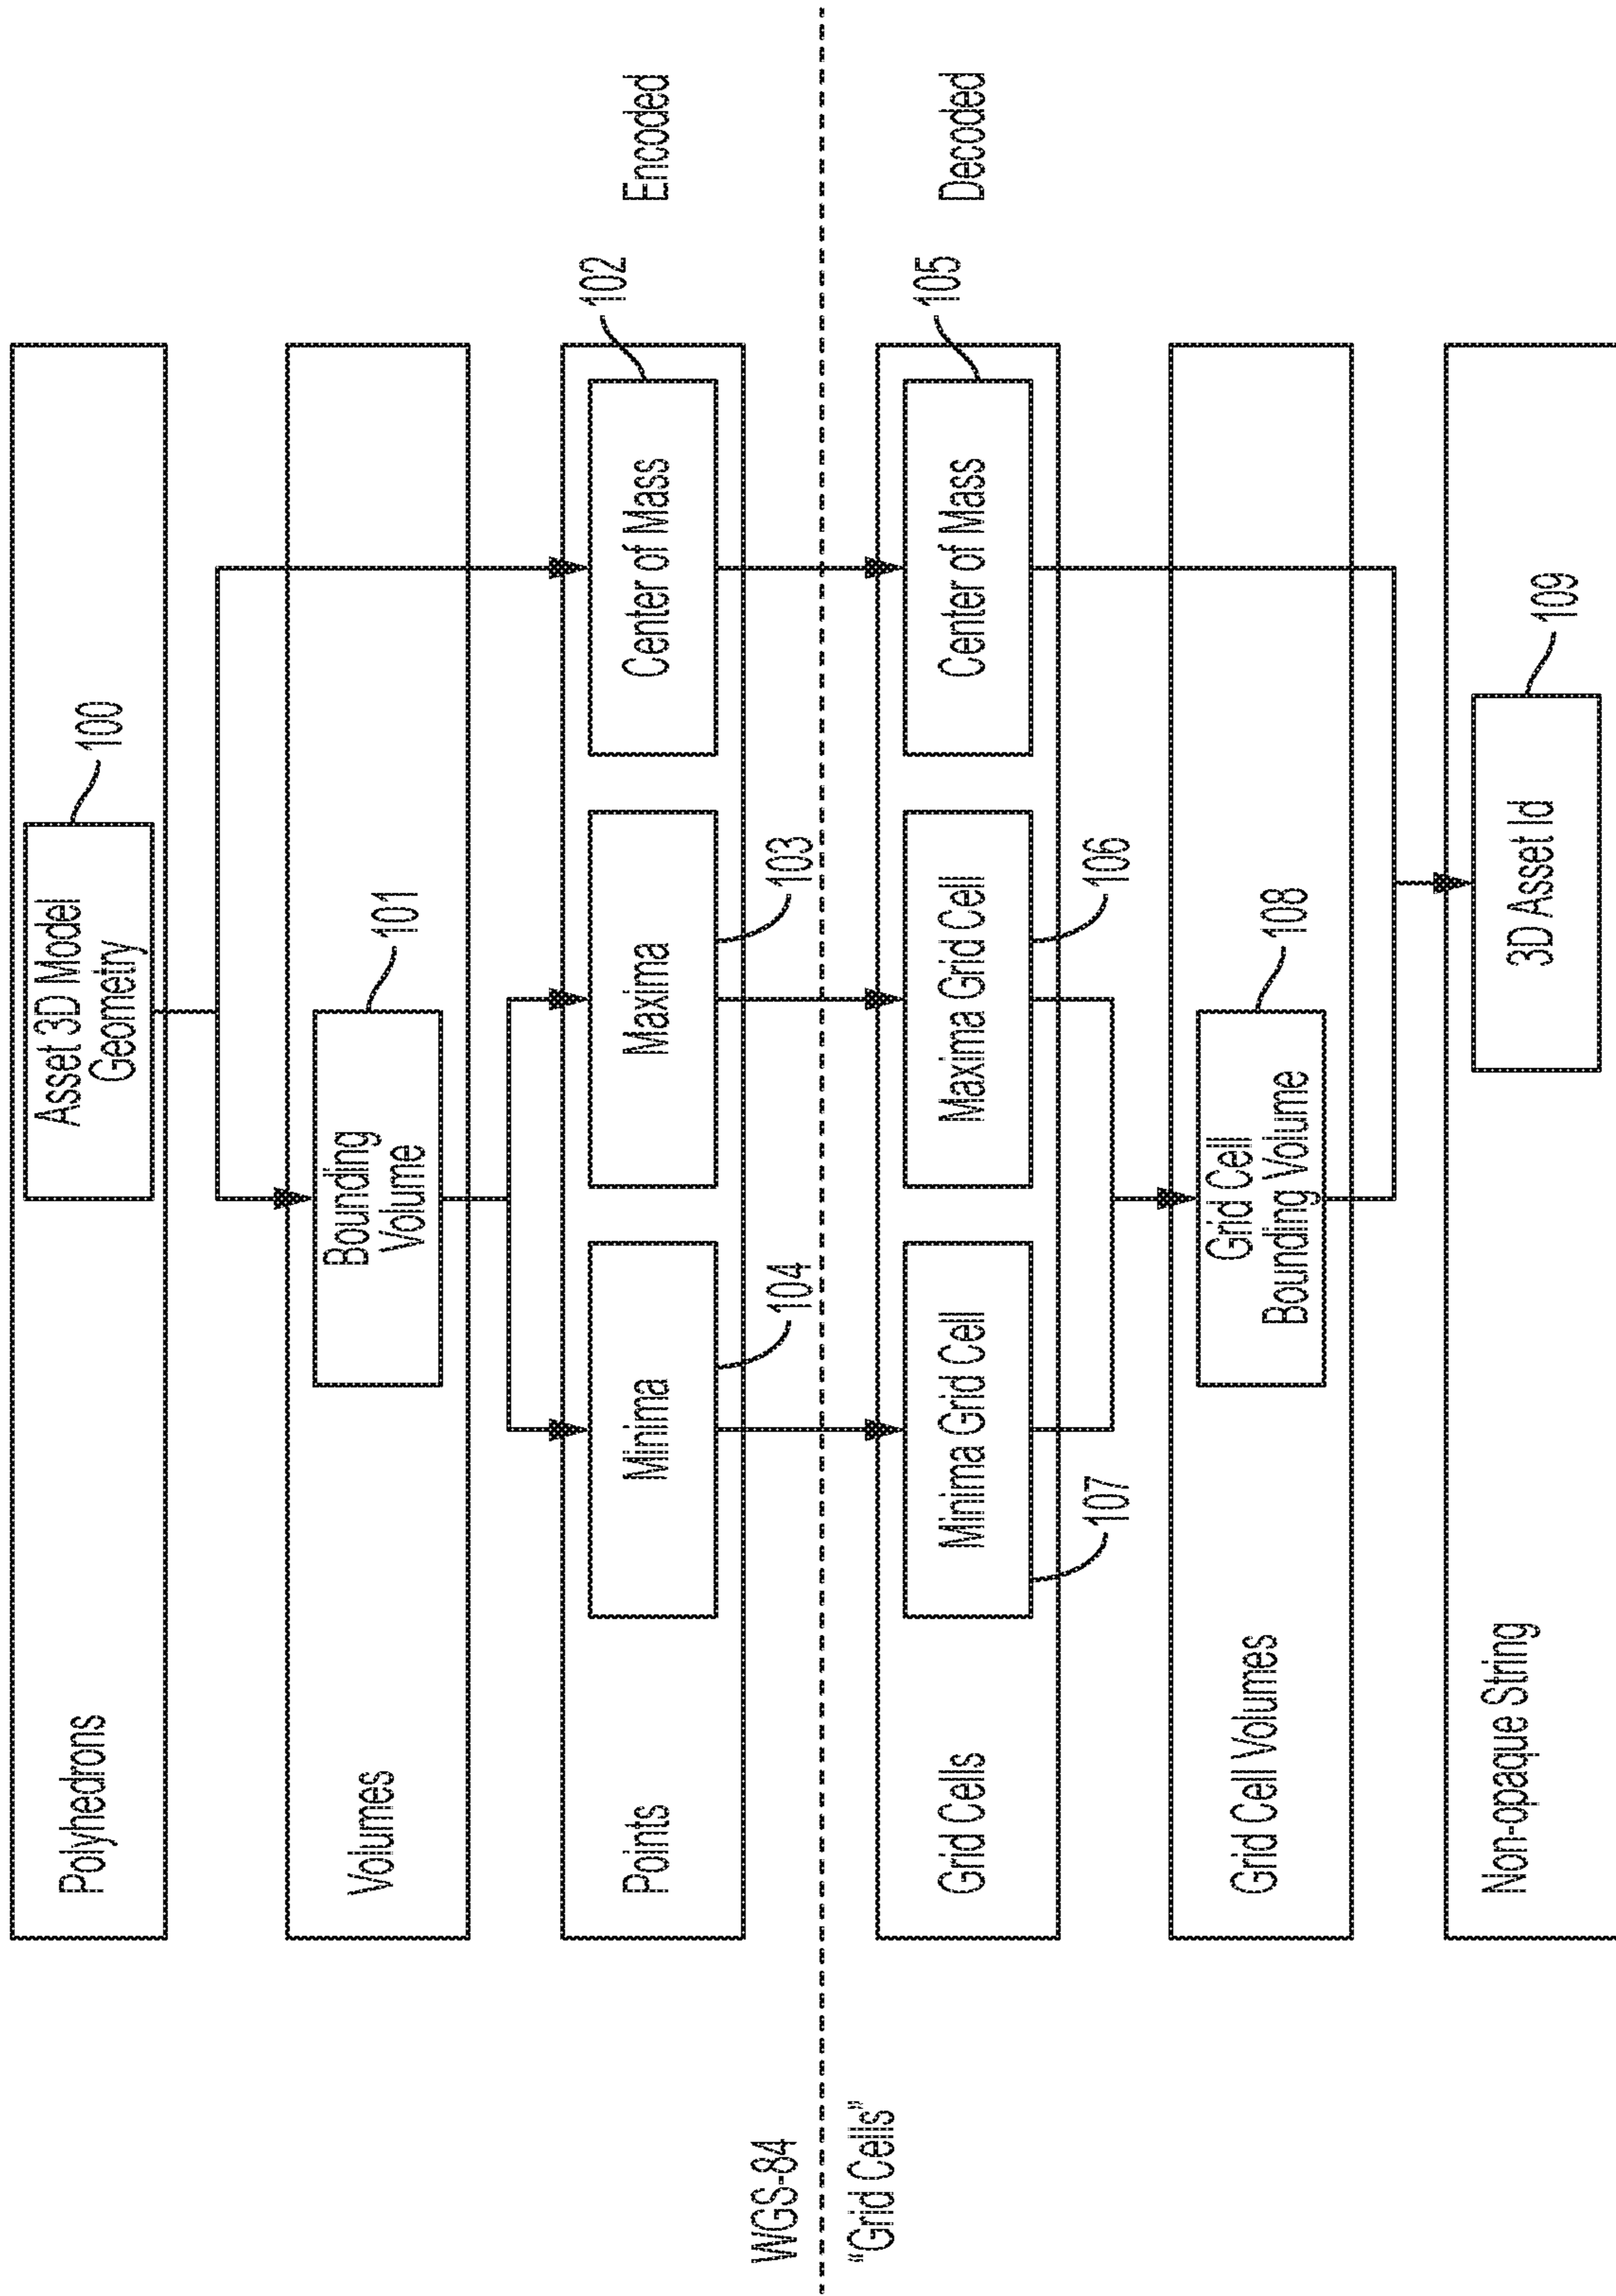 Polyhedrons
Asset 3D Model
Geometry
100
Volumes
Bounding
Volume
101
Points
Minima
104
Maxima
103
Center of Mass
102
Encoded
WGS-84
"Grid Cells"
Decoded
Grid Cells
Minima Grid Cell
107
Maxima Grid Cell
106
Center of Mass
105
Grid Cell Volumes
Grid Cell
Bounding Volume
108
Non-opaque String
3D Asset Id
109